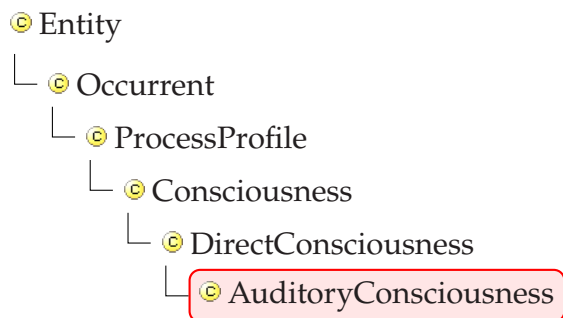 Entity
Occurrent
ProcessProfile
Consciousness
DirectConsciousness
AuditoryConsciousness